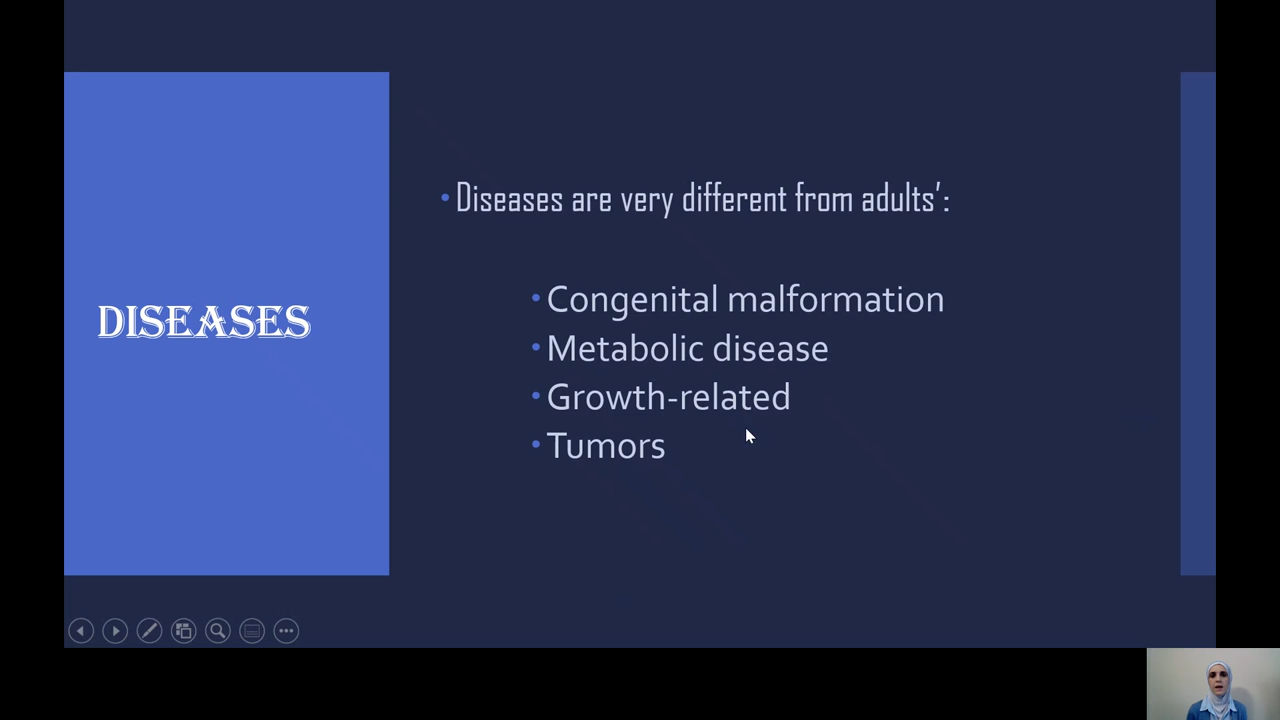 DISEASES
• Diseases are very different from adults':
• Congenital malformation
• Metabolic disease
• Growth-related
• Tumors